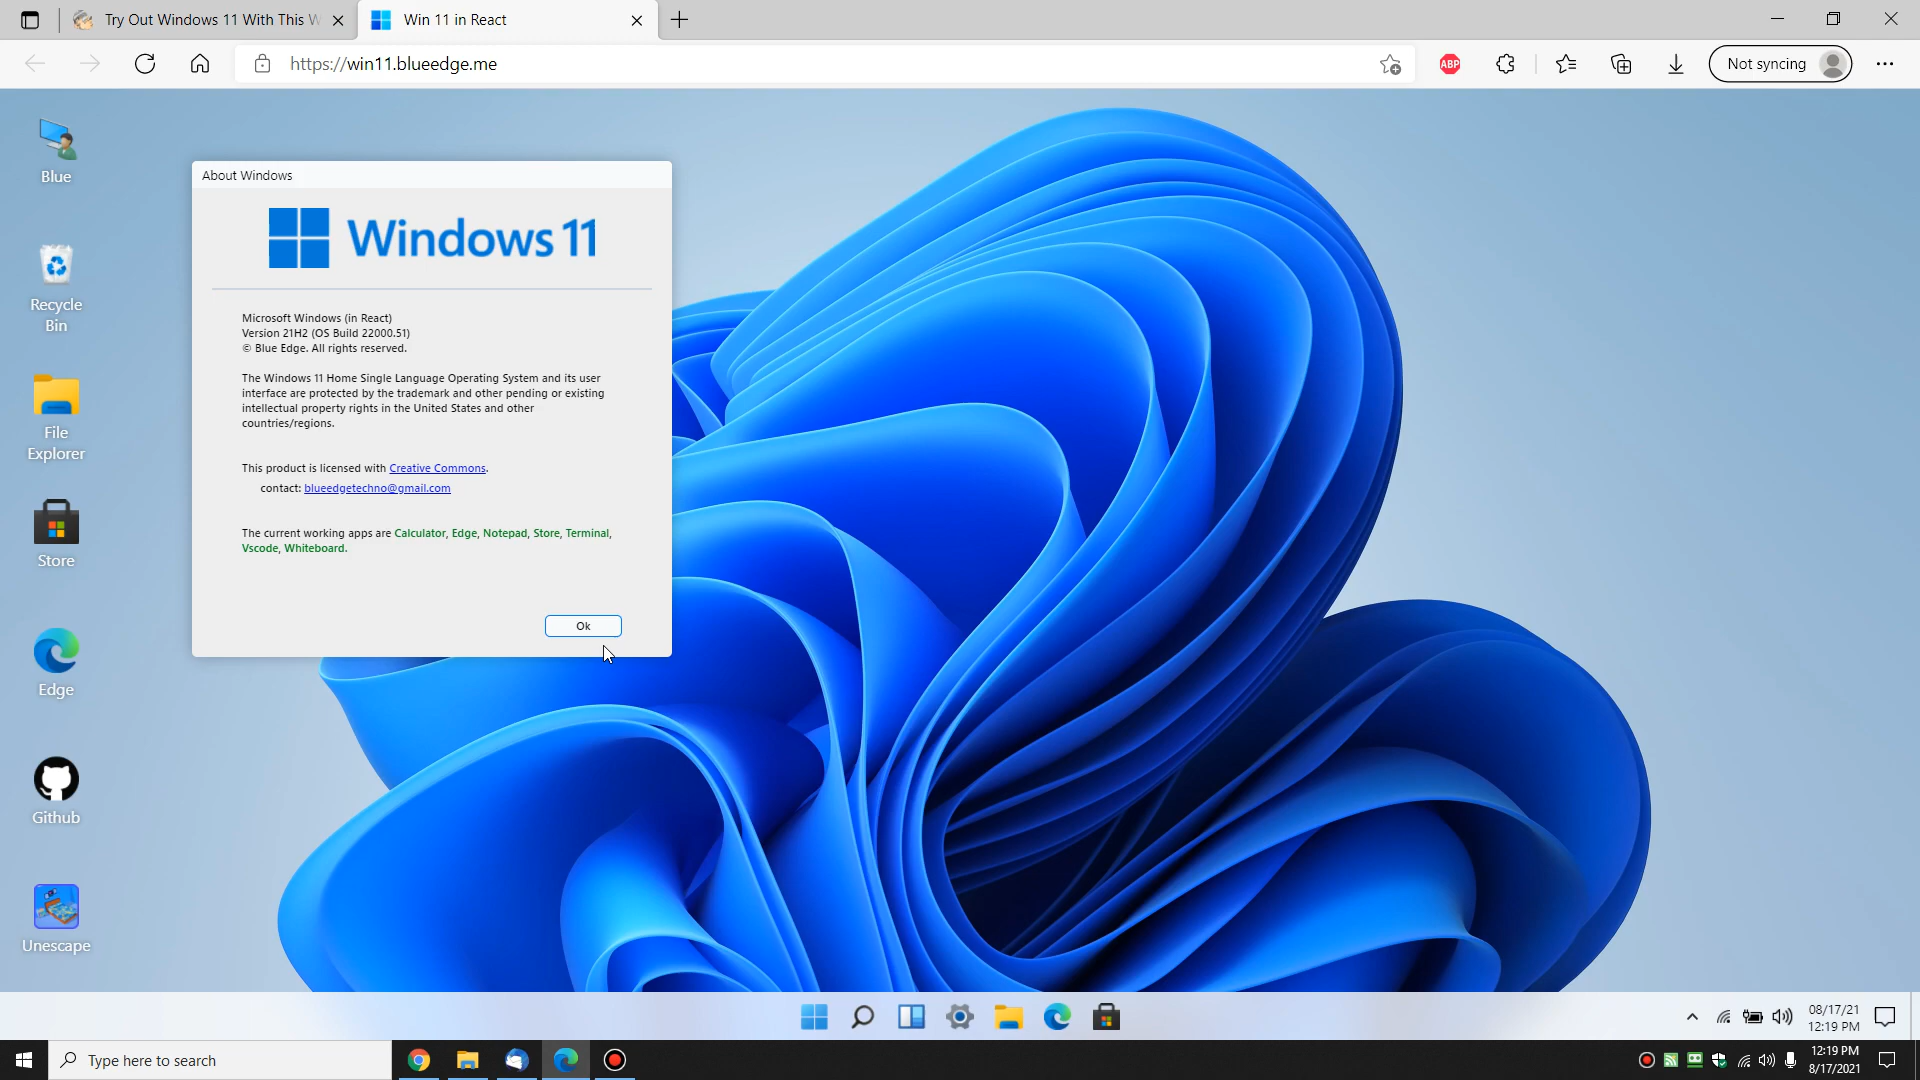 Try Out Windows 11 With This W
Win 11 in React
https://win11.blueedge.me
ABP
Not syncing
Blue
Recycle
Bin
File
Explorer
Store
Edge
Github
Unescape
About Windows
Windows 11
Microsoft Windows (in React)
Version 21H2 (OS Build 22000.51)
© Blue Edge. All rights reserved.
The Windows 11 Home Single Language Operating System and its user
interface are protected by the trademark and other pending or existing
intellectual property rights in the United States and other
countries/regions.
This product is licensed with Creative Commons.
contact: blueedgetechno@gmail.com
The current working apps are Calculator, Edge, Notepad, Store, Terminal,
Vscode, Whiteboard.
Ok
08/17/21
12:19 PM
Type here to search
12:19 PM
8/17/2021